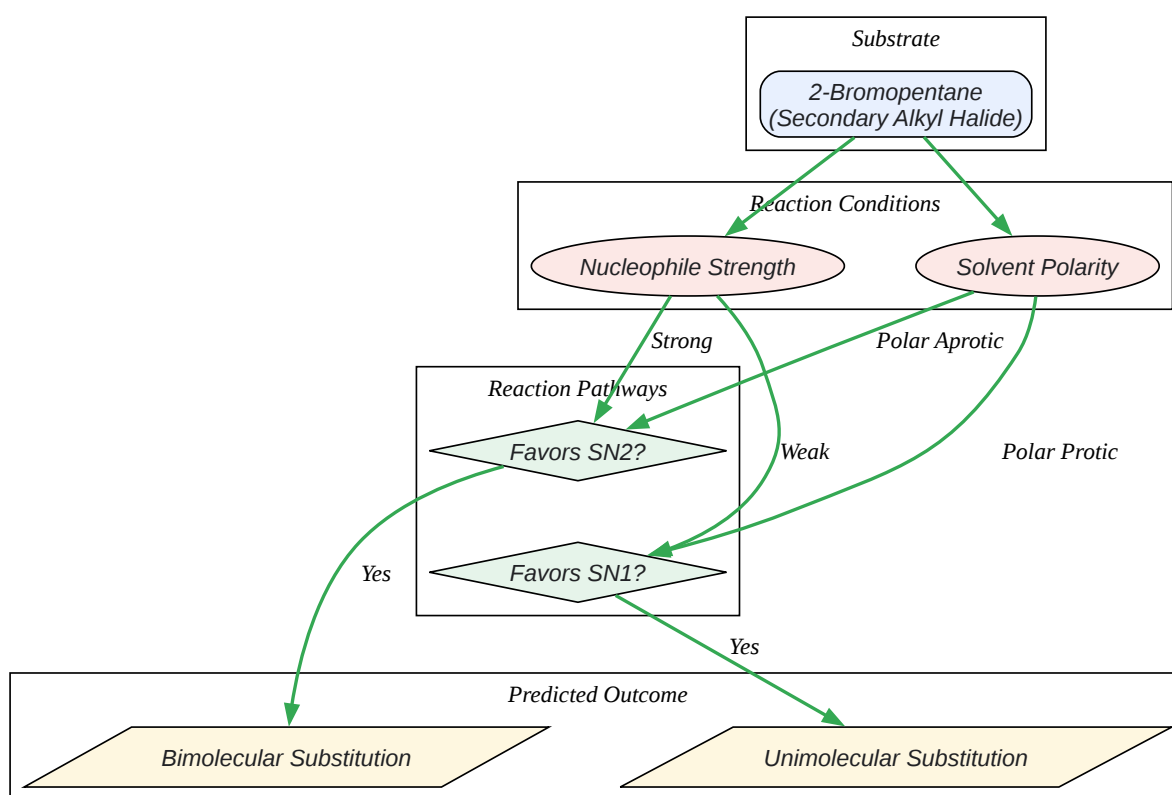 Substrate
2-Bromopentane
(Secondary Alkyl Halide)
Reaction Conditions
Nucleophile Strength
Solvent Polarity
Strong
Polar Aprotic
Reaction Pathways
Favors SN2?
Weak
Polar Protic
Favors SN1?
Yes
Yes
Predicted Outcome
Bimolecular Substitution
Unimolecular Substitution